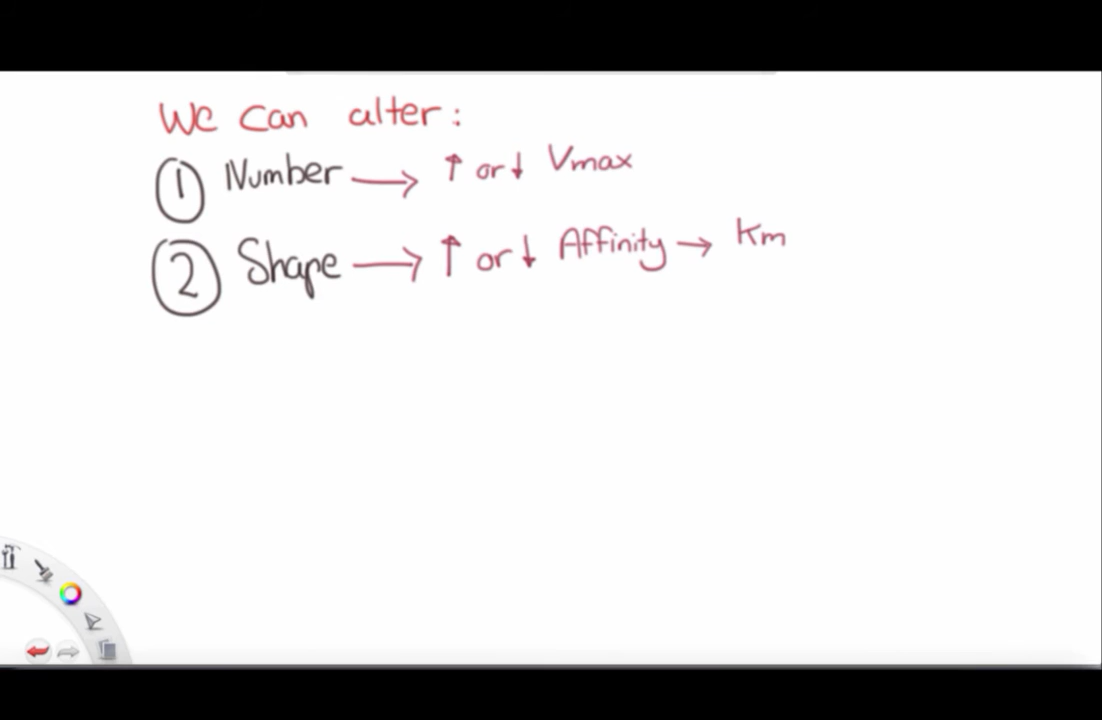 We can alter:
① Number → ↑ or ↓ Vmax
② Shape → ↑ or ↓ Affinity → Km